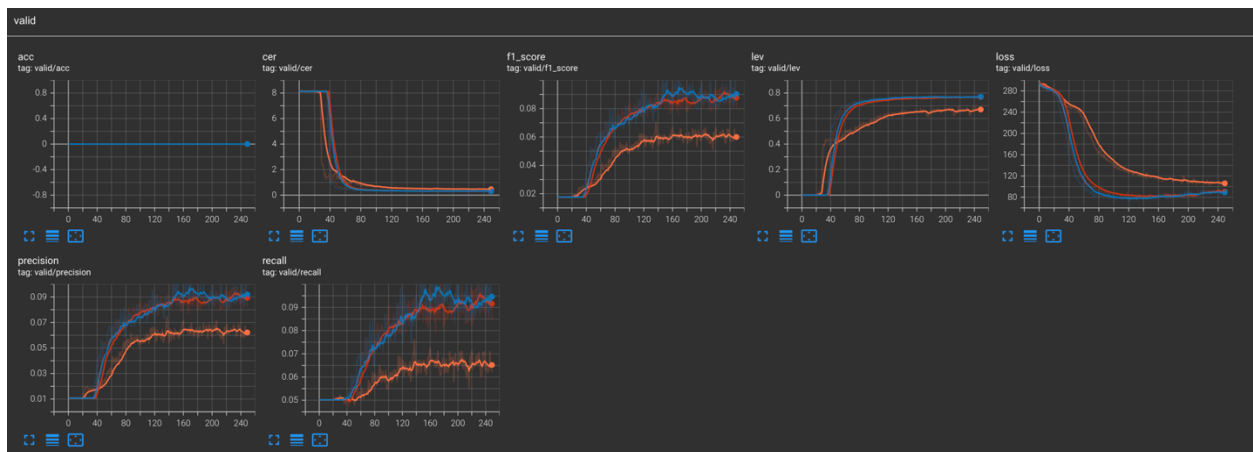 valid
acc
tag: valid/acc
0.8
0.4
0
-0.4
-0.8
0 40 80 120 160 200 240
cer
tag: valid/cer
8
6
4
2
0
0 40 80 120 160 200 240
f1_score
tag: valid/f1_score
0.08
0.06
0.04
0.02
0 40 80 120 160 200 240
lev
tag: valid/lev
0.8
0.6
0.4
0.2
0
0 40 80 120 160 200 240
loss
tag: valid/loss
280
240
200
160
120
80
0 40 80 120 160 200 240
precision
tag: valid/precision
0.09
0.07
0.05
0.03
0.01
0 40 80 120 160 200 240
recall
tag: valid/recall
0.09
0.08
0.07
0.06
0.05
0 40 80 120 160 200 240